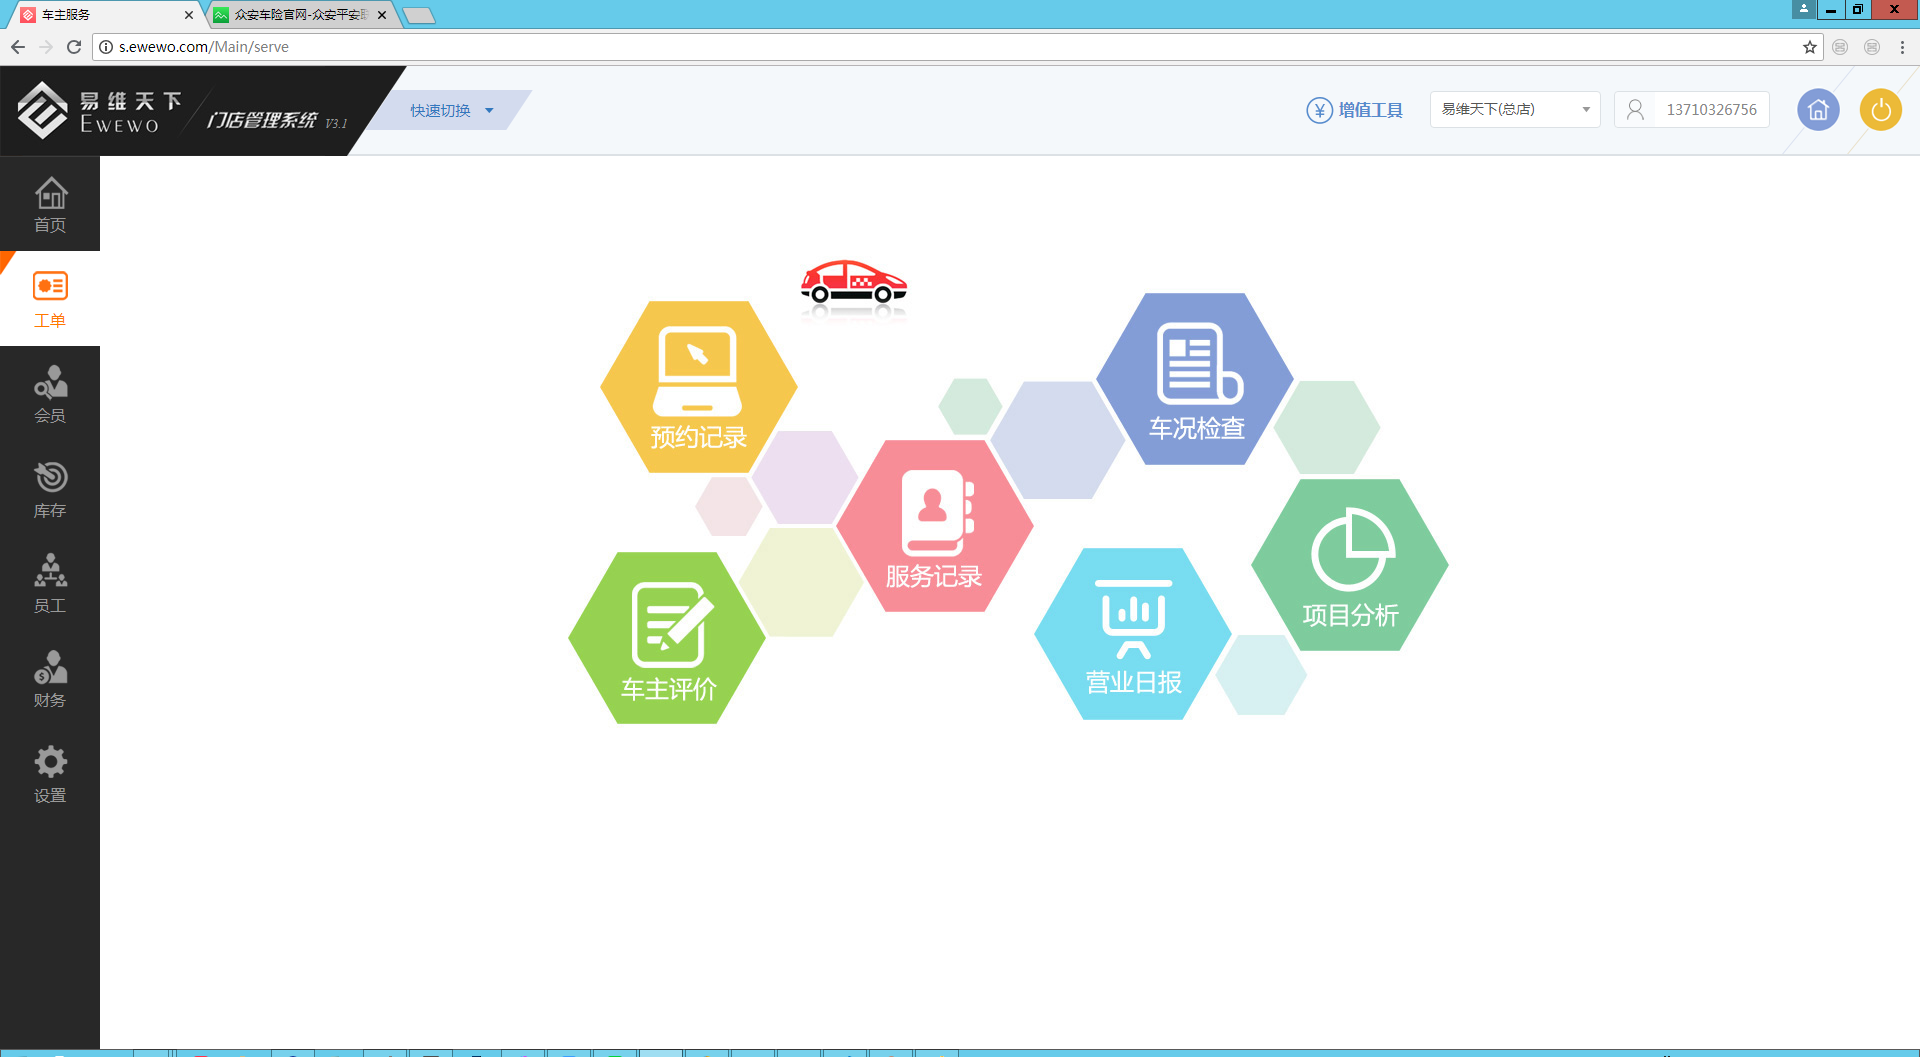 车主服务
众安车险官网-众安平安
s.ewewo.com/Main/serve
易维天下
EWEWO
门店管理系统 V3.1
快速切换
¥ 增值工具
易维天下(总店)
13710326756
首页
工单
会员
库存
员工
财务
设置
预约记录
车况检查
服务记录
项目分析
车主评价
营业日报